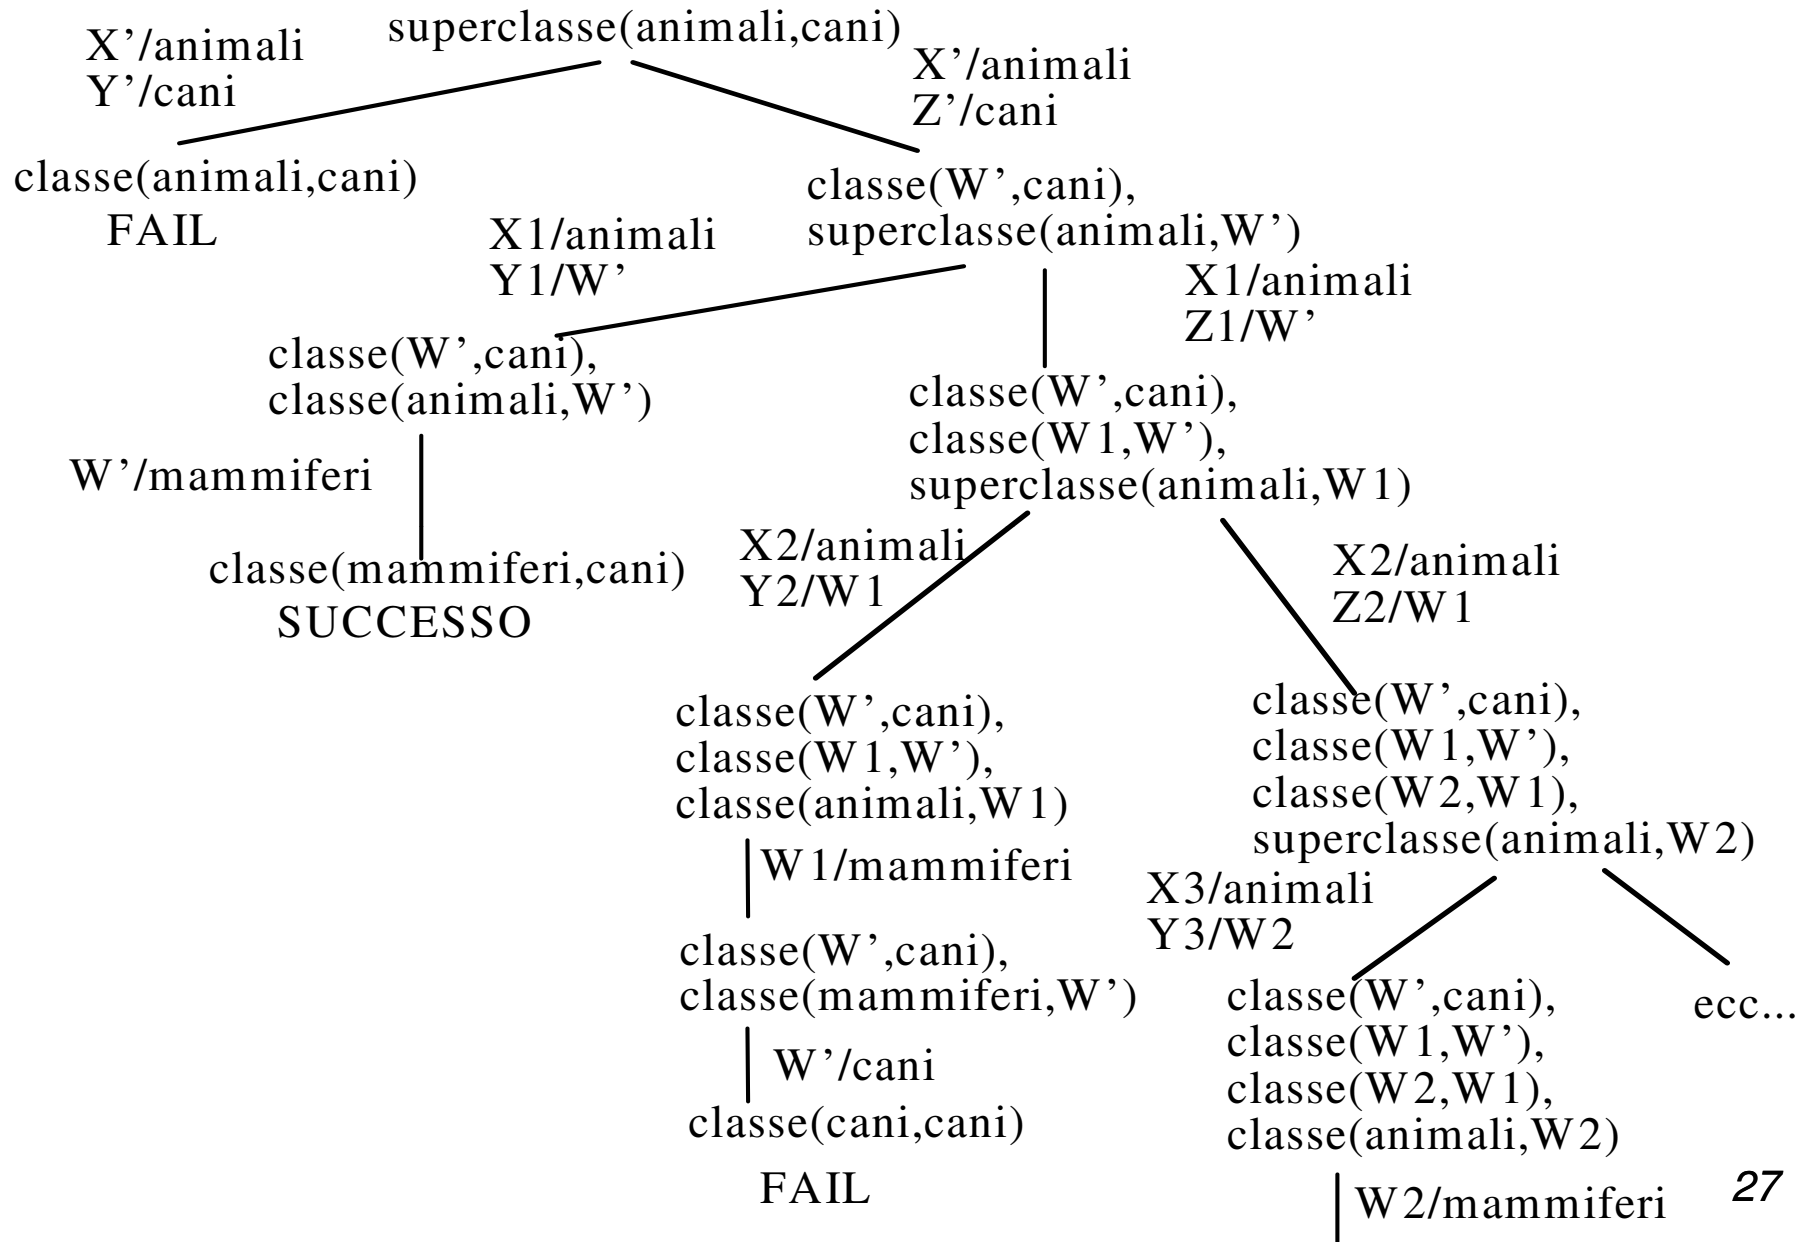 superclasse(animali,cani)
X’/animali
Y’/cani
X’/animali
Z’/cani
classe(animali,cani)
FAIL
classe(W’,cani),
superclasse(animali,W’)
X1/animali
Y1/W’
X1/animali
Z1/W’
classe(W’,cani),
classe(animali,W’)
classe(W’,cani),
classe(W1,W’),
superclasse(animali,W1)
W’/mammiferi
classe(mammiferi,cani)
SUCCESSO
X2/animali
Y2/W1
X2/animali
Z2/W1
classe(W’,cani),
classe(W1,W’),
classe(animali,W1)
classe(W’,cani),
classe(W1,W’),
classe(W2,W1),
superclasse(animali,W2)
W1/mammiferi
X3/animali
Y3/W2
classe(W’,cani),
classe(mammiferi,W’)
classe(W’,cani),
classe(W1,W’),
classe(W2,W1),
classe(animali,W2)
ecc...
W’/cani
classe(cani,cani)
FAIL
W2/mammiferi
27